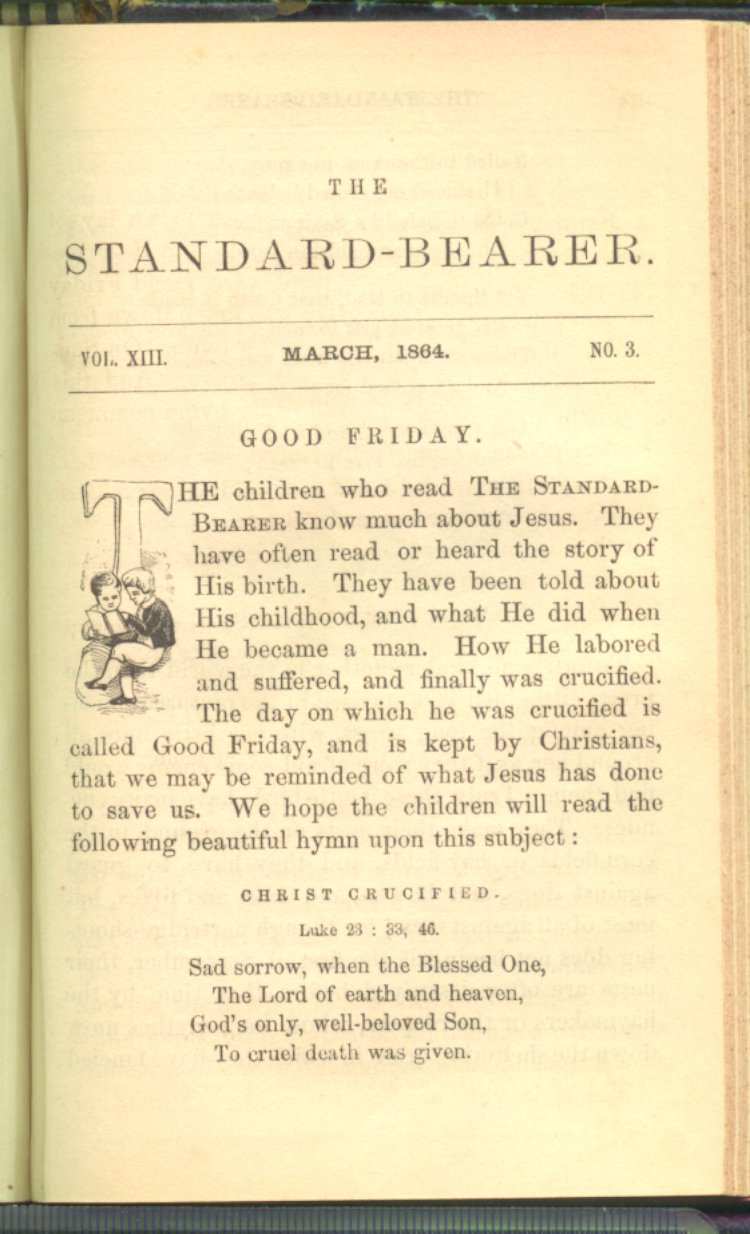 THE
STANDARD-BEARER.
VOL. XIII. MARCH, 1864. NO. 3.
GOOD FRIDAY.
THE children who read THE STANDARD-
BEARER know much about Jesus. They
have often read or heard the story of
His birth. They have been told about
His childhood, and what He did when
He became a man. How He labored
and suffered, and finally was crucified.
The day on which he was crucified is
called Good Friday, and is kept by Christians,
that we may be reminded of what Jesus has done
to save us. We hope the children will read the
following beautiful hymn upon this subject:
CHRIST CRUCIFIED.
Luke 23 : 33, 46.
Sad sorrow, when the Blessed One,
The Lord of earth and heaven,
God's only, well-beloved Son,
To cruel death was given.